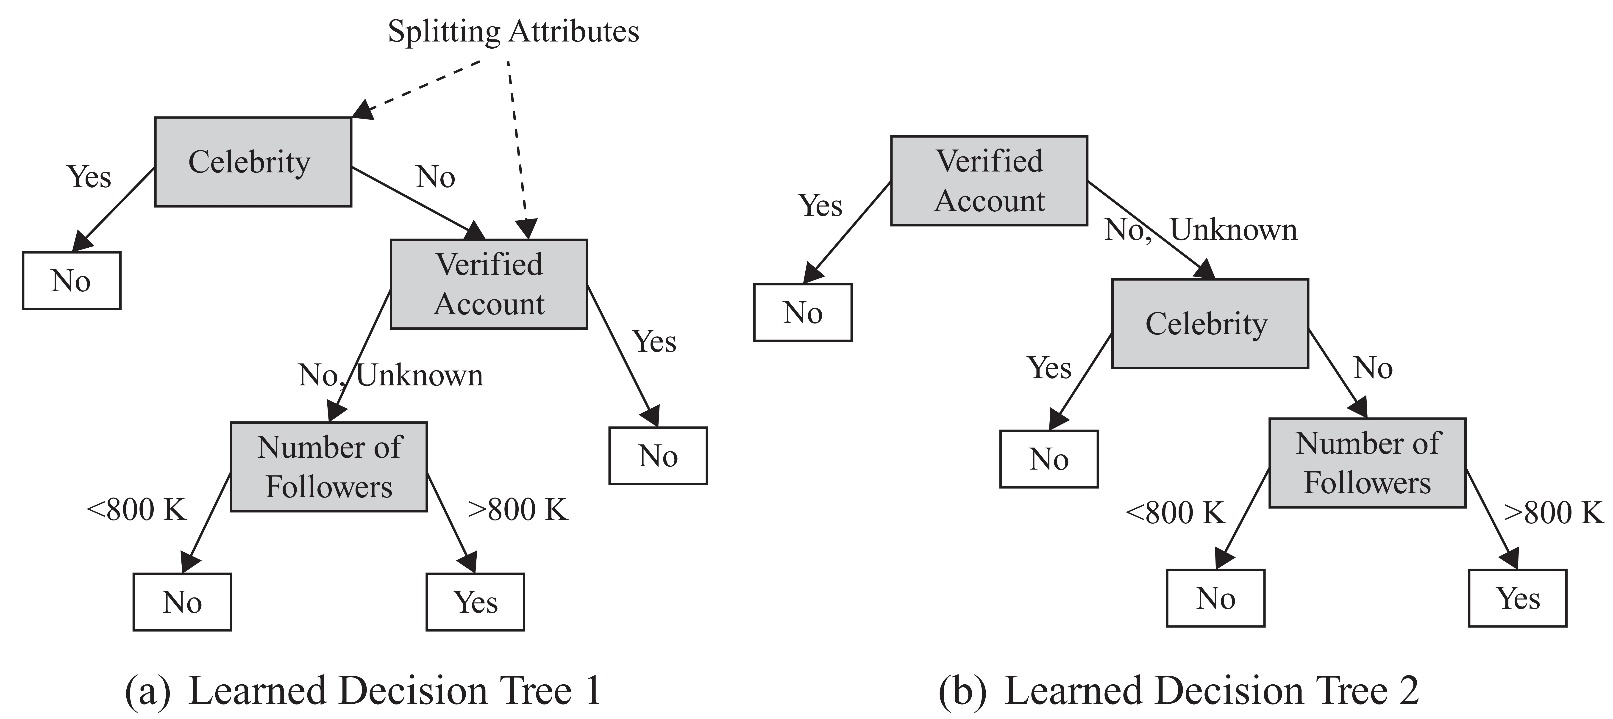 Splitting Attributes
Celebrity
Yes
No
No
Verified
Account
No, Unknown
Yes
Number of
Followers
No
<800 K
>800 K
No
Yes
(a) Learned Decision Tree 1
Verified
Account
Yes
No, Unknown
No
Celebrity
Yes
No
No
Number of
Followers
<800 K
>800 K
No
Yes
(b) Learned Decision Tree 2